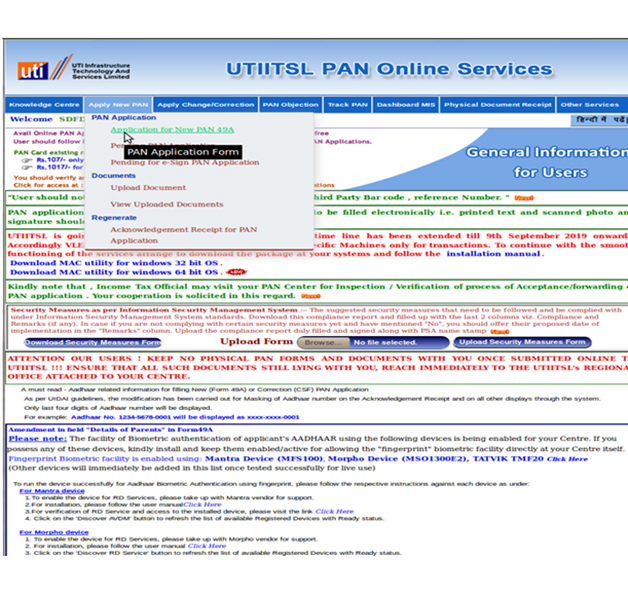 uti
UTI Infrastructure
Technology And
Services Limited
UTIITSL PAN Online Services
Knowledge Centre
Apply New PAN
Apply Change/Correction
PAN Objection
Track PAN
Dashboard MIS
Physical Document Receipt
Other Services
Welcome SDFD
हिन्दी में पढ़ें
PAN Application
Application for New PAN 49A
PAN Application Form
Pending for e-Sign PAN Application
Documents
Upload Document
View Uploaded Documents
Regenerate
Acknowledgement Receipt for PAN
Application
Avail Online PAN Ap
free
User should follow
AN Applications.
PAN Card existing
Rs.107/- only
Rs.1017/- for
You should verify a
Click for access at :
ctions
General Information
for Users
"User should no
hird Party Bar code , reference Number. "
PAN application
to be filled electronically i.e. printed text and scanned photo an
signature shoul
UTIITSL is goi
time line has been extended till 9th September 2019 onward
Accordingly VLE
cific Machines only for transactions. To continue with the smoot
functioning of the services arrange to download the package at your systems and follow the installation manual.
Download MAC utility for windows 32 bit OS .
Download MAC utility for windows 64 bit OS .
Kindly note that , Income Tax Official may visit your PAN Center for Inspection / Verification of process of Acceptance/forwarding o
PAN application . Your cooperation is solicited in this regard.
Security Measures as per Information Security Management System :- The suggested security measures that need to be followed and be complied with
under Information Security Management System Standards. Download this compliance report and filled up with the last 2 columns viz. Compliance and
Remarks (if any). In case if you are not complying with certain security measures yet and have mentioned "No", you should offer their proposed date of
implementation in the "Remarks" column. Upload the compliance report duly filled and signed along with PSA name stamp
Download Security Measures Form
Upload Form
Browse...
No file selected.
Upload Security Measures Form
ATTENTION OUR USERS ! KEEP NO PHYSICAL PAN FORMS AND DOCUMENTS WITH YOU ONCE SUBMITTED ONLINE T
UTIITSL !!! ENSURE THAT ALL SUCH DOCUMENTS STILL LYING WITH YOU, REACH IMMEDIATELY TO THE UTIITSL's REGIONA
OFFICE ATTACHED TO YOUR CENTRE.
A must read - Aadhaar related information for filling New (Form 49A) or Correction (CSF) PAN Application
As per UIDAI guidelines, the modification has been carried out for Masking of Aadhar number on the Acknowledgement Receipt and on all other displays through the system.
Only last four digits of Aadhar number will be displayed.
For example: Aadhar No. 1234-5678-0001 will be displayed as xxxx-xxxx-0001
Amendment in field "Details of Parents" in Form49A
Please note: The facility of Biometric authentication of applicant's AADHAAR using the following devices is being enabled for your Centre. If you
possess any of these devices, kindly install and keep them enabled/active for allowing the "fingerprint" biometric facility directly at your Centre itself.
Fingerprint Biometric facility is enabled using: Mantra Device (MFS100), Morpho Device (MSO1300E2), TATVIK TMF20 Click Here
(Other devices will immediately be added in this list once tested successfully for live use)
To run the device successfully for Aadhar Biometric Authentication using fingerprint, please follow the respective instructions against each device as under:
For Mantra device
1.To enable the device for RD Services, please take up with Mantra vendor for support.
2.For installation, please follow the user manualClick Here
3.For verification of RD Service and access to the installed device, please visit the link Click Here
4. Click on the 'Discover AVDM' button to refresh the list of available Registered Devices with Ready status.
For Morpho device
1. To enable the device for RD Services, please take up with Morpho vendor for support.
2. For installation, please follow the user manual Click Here
3. Click on the 'Discover RD Service' button to refresh the list of available Registered Devices with Ready status.